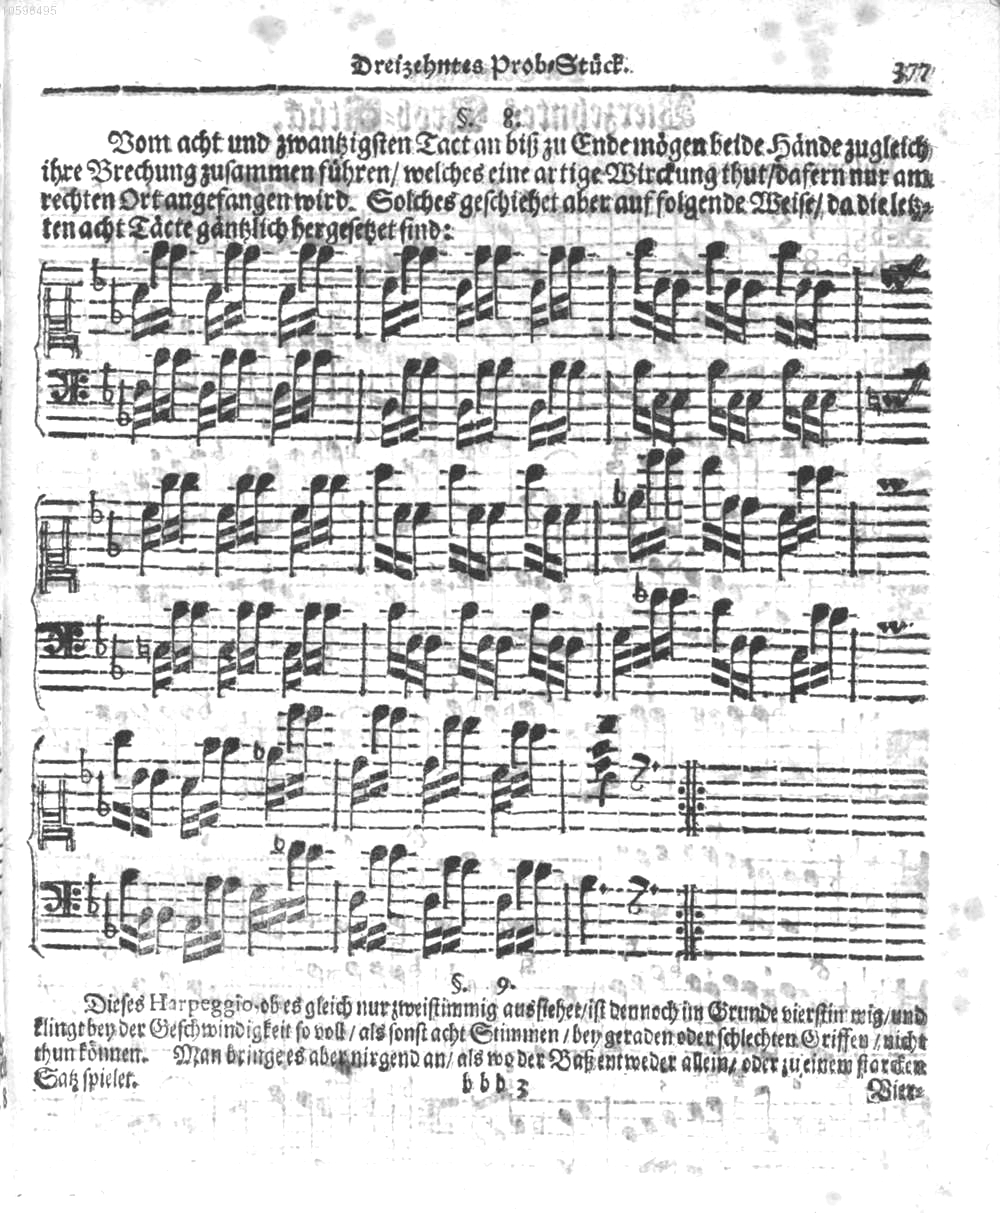 10598495
Dreizehntes Prob-Stück. 377
§. 8.
Vom acht und zwantzigsten Tact an biß zu Ende mögen beide Hände zugleich
ihre Brechung zusammen führen/ welches eine artige Wirckung thut/ dafern nur am
rechten Ort angefangen wird. Solches geschiehet aber auf folgende Weise/ da die letz-
ten acht Täcte gäntzlich hergesetzet sind:
§. 9.
Dieses Harpeggio, ob es gleich nur zweistimmig aussiehet/ ist dennoch im Grunde vierstimmig/ und
klingt bey der Geschwindigkeit so voll/ als sonst acht Stimmen/ bey geraden oder schlechten Griffen/ nicht
thun können. Man bringe es aber nirgend an/ als wo der Baß entweder allein/ oder zu einem starcken
Satz spielet.
b b b 3 Vier-